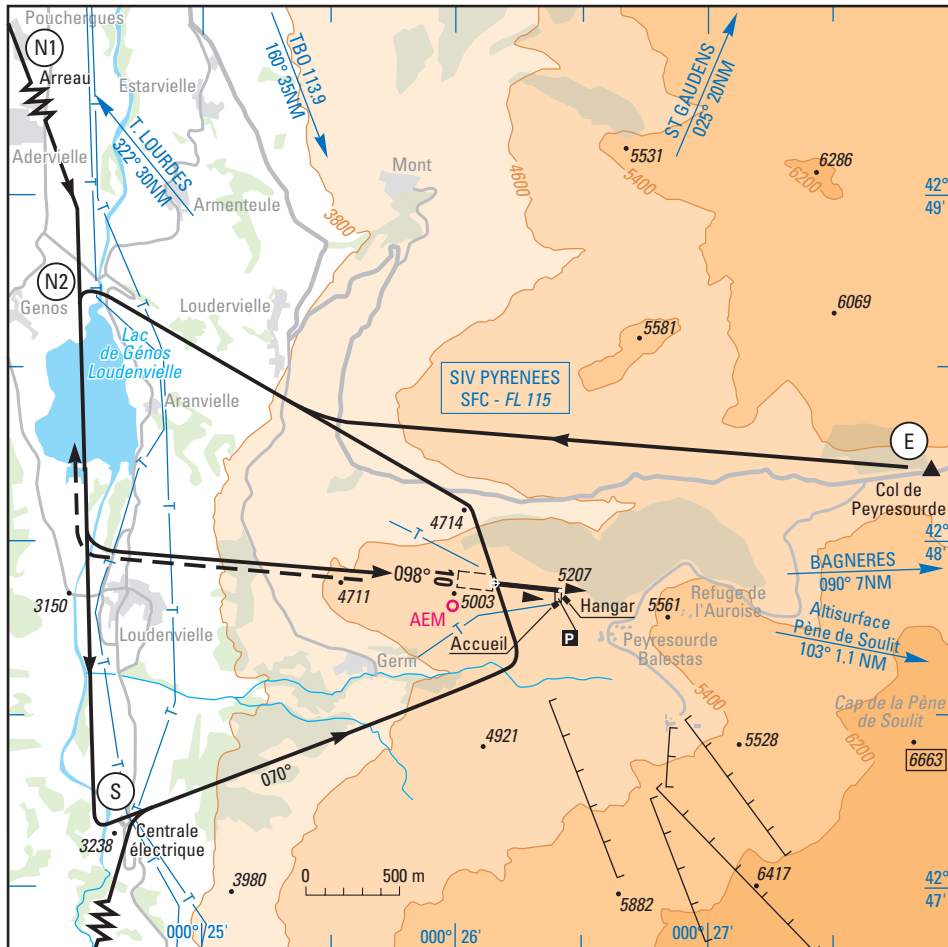 Poucherques
N1
Arreau
Estarvielle
Adervielle
T. LOURDES
322° 30NM
Armenteule
TBO 113.9
160° 35NM
ST GAUDENS
025° 20NM
Mont
3800
4600
5531
5400
6286
6200
42°
49'
N2
Genos
Loudervielle
Lac
de Génos
Loudenvielle
Aranvielle
6069
5581
SIV PYRENEES
SFC - FL 115
E
Col de
Peyresourde
4714
42°
48'
098°
10
5207
BAGNERES
090° 7NM
3150
4711
5003
AEM
Hangar
5561
Refuge de
l'Auroise
Loudenvielle
Accueil
P
Peyresourde
Balestas
Altisurface
Pène de Soulit
103° 1.1 NM
Germ
5400
Cap de la Pène
de Soulit
6200
4921
5528
6663
070°
S
Centrale
électrique
3238
3980
0 500 m
6417
5882
42°
47'
000° 25'
000° 26'
000° 27'
T
T
T
T
T
T
T
T
T
T
T